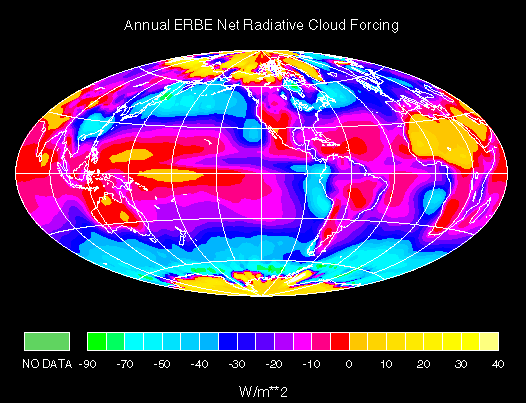 Annual ERBE Net Radiative Cloud Forcing
NO DATA -90 -70 -50 -40 -30 -20 -10 0 10 20 30 40
W/m**2